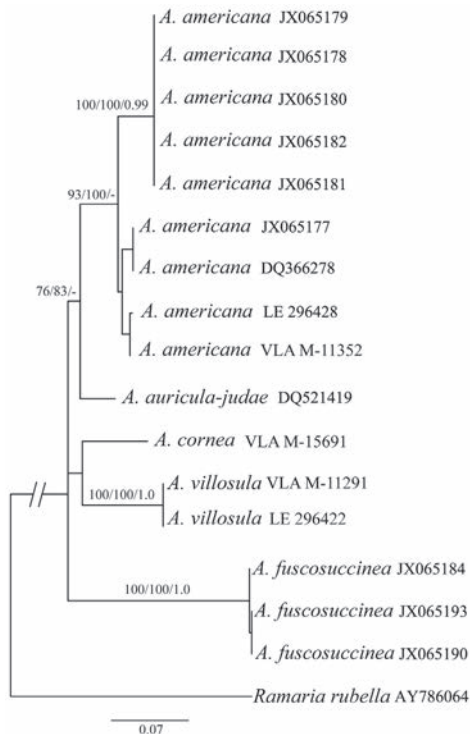 A. americana JX065179
A. americana JX065178
100/100/0.99
A. americana JX065180
A. americana JX065182
A. americana JX065181
93/100/-
A. americana JX065177
A. americana DQ366278
76/83/-
A. americana LE 296428
A. americana VLA M-11352
A. auricula-judae DQ521419
A. cornea VLA M-15691
100/100/1.0
A. villosula VLA M-11291
A. villosula LE 296422
A. fuscosuccinea JX065184
100/100/1.0
A. fuscosuccinea JX065193
A. fuscosuccinea JX065190
Ramaria rubella AY786064
0.07